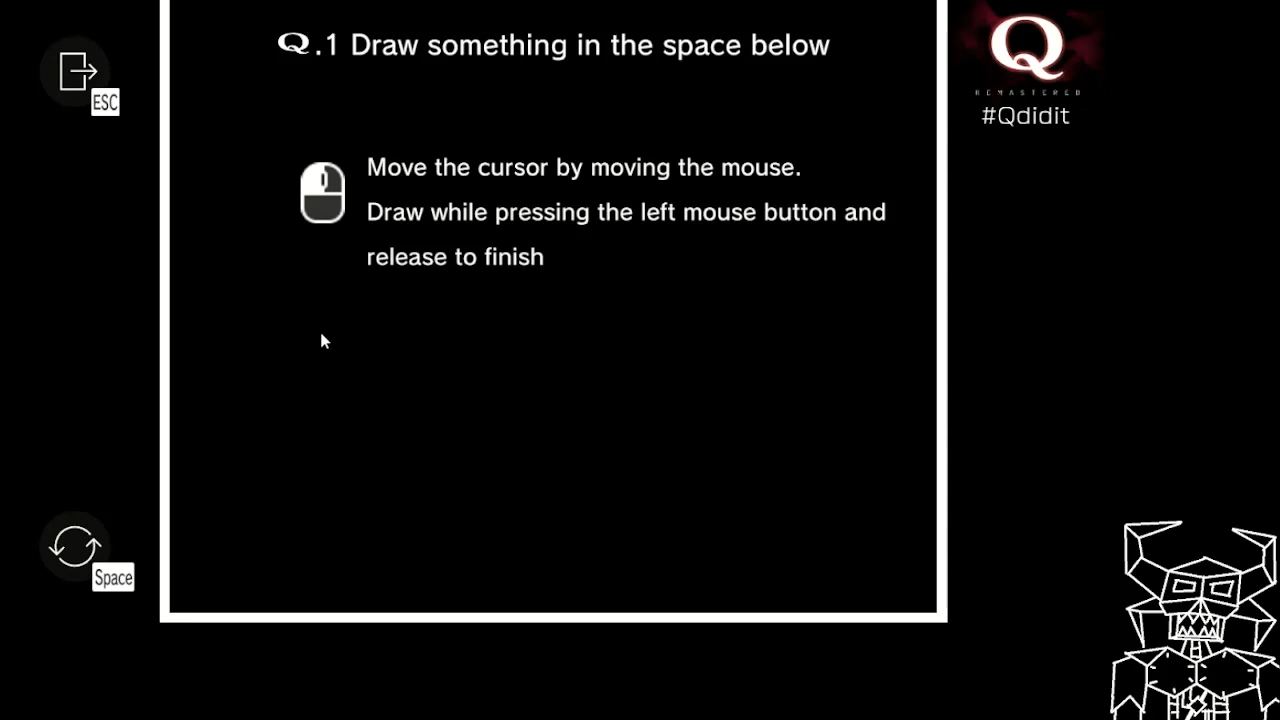 Q.1 Draw something in the space below
ESC
Move the cursor by moving the mouse.
Draw while pressing the left mouse button and
release to finish
Space
Q
REMASTERED
#Qdidit